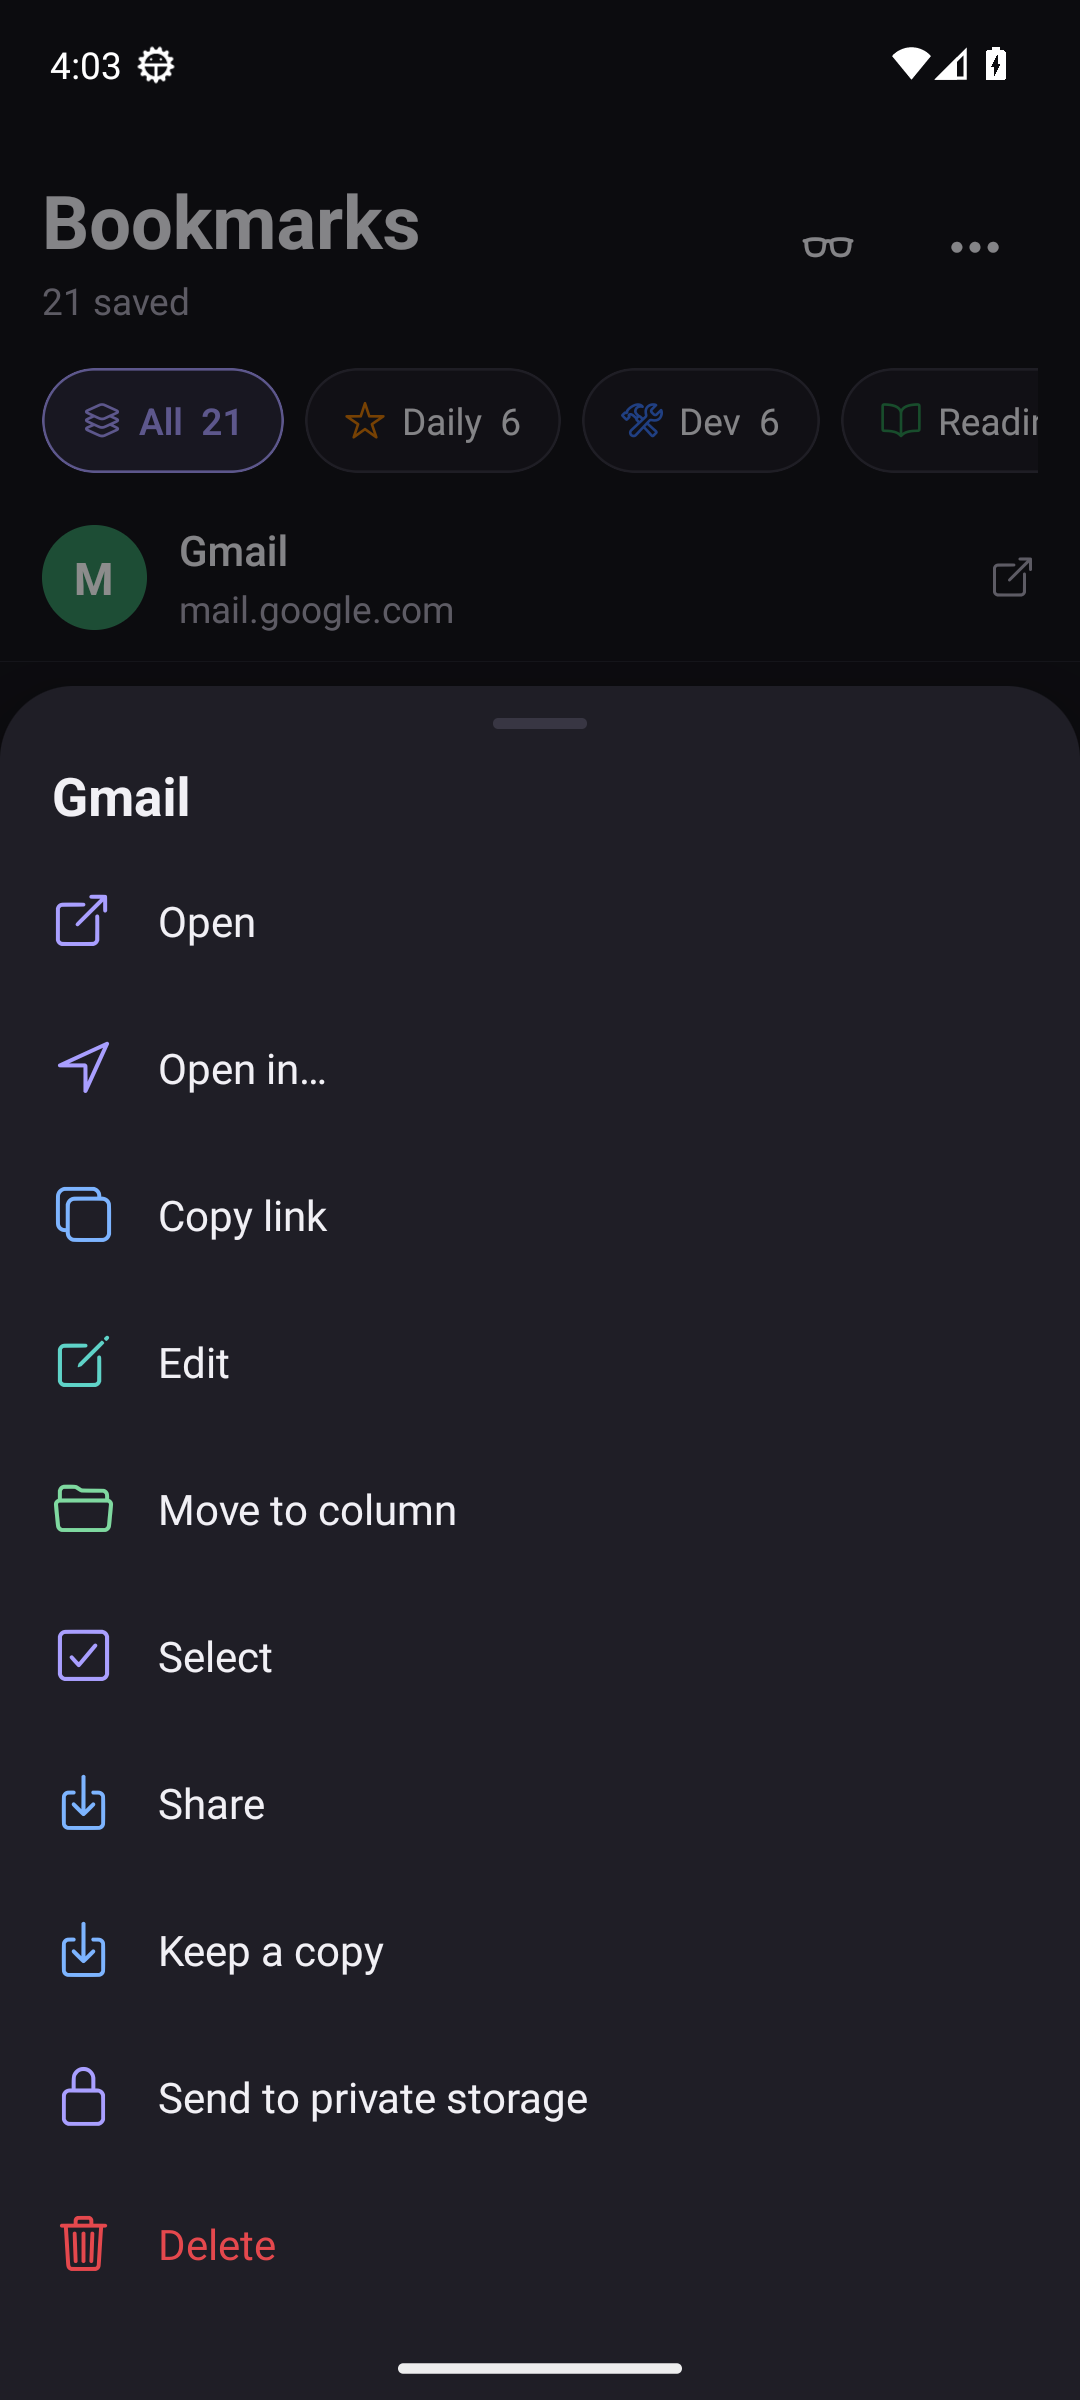 4:03
Bookmarks
21 saved
All 21
Daily 6
Dev 6
Readin
M
Gmail
mail.google.com
Gmail
Open
Open in...
Copy link
Edit
Move to column
Select
Share
Keep a copy
Send to private storage
Delete